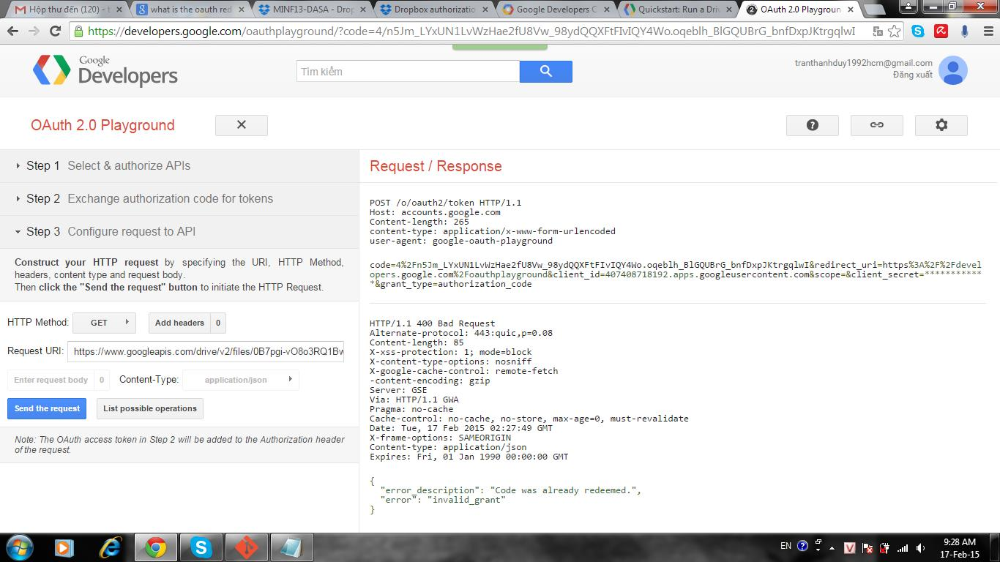 Hộp thư đến (120) - t
what is the oauth red
MINF13-DASA - Drop
Dropbox authorizatio
Google Developers C
Quickstart: Run a Driv
OAuth 2.0 Playgroun
https://developers.google.com/oauthplayground/?code=4/n5Jm_LYxUN1LvWzHae2fU8Vw_98ydQQXFtFIvIQY4Wo.oqeblh_BlGQUBrG_bnfDxpJKtrgqlwI
Google
Developers
Tìm kiếm
tranthanhduy1992hcm@gmail.com
Đăng xuất
OAuth 2.0 Playground
Step 1 Select & authorize APIs
Step 2 Exchange authorization code for tokens
Step 3 Configure request to API
Construct your HTTP request by specifying the URI, HTTP Method,
headers, content type and request body.
Then click the "Send the request" button to initiate the HTTP Request.
HTTP Method: GET Add headers 0
Request URI: https://www.googleapis.com/drive/v2/files/0B7pgi-vO8o3RQ1Bw
Enter request body 0 Content-Type: application/json
Send the request List possible operations
Note: The OAuth access token in Step 2 will be added to the Authorization header
of the request.
Request / Response
POST /o/oauth2/token HTTP/1.1
Host: accounts.google.com
Content-length: 265
content-type: application/x-www-form-urlencoded
user-agent: google-oauth-playground
code=4%2Fn5Jm_LYxUN1LvWzHae2fU8Vw_98ydQQXFtFIvIQY4Wo.oqeblh_BlGQUBrG_bnfDxpJKtrgqlwI&redirect_uri=https%3A%2F%2Fdevel
opers.google.com%2Foauthplayground&client_id=407408718192.apps.googleusercontent.com&scope=&client_secret=***********
*&grant_type=authorization_code
HTTP/1.1 400 Bad Request
Alternate-protocol: 443:quic,p=0.08
Content-length: 85
X-xss-protection: 1; mode=block
X-content-type-options: nosniff
X-google-cache-control: remote-fetch
-content-encoding: gzip
Server: GSE
Via: HTTP/1.1 GWA
Pragma: no-cache
Cache-control: no-cache, no-store, max-age=0, must-revalidate
Date: Tue, 17 Feb 2015 02:27:49 GMT
X-frame-options: SAMEORIGIN
Content-type: application/json
Expires: Fri, 01 Jan 1990 00:00:00 GMT
{
"error_description": "Code was already redeemed.",
"error": "invalid_grant"
}
EN
9:28 AM
17-Feb-15